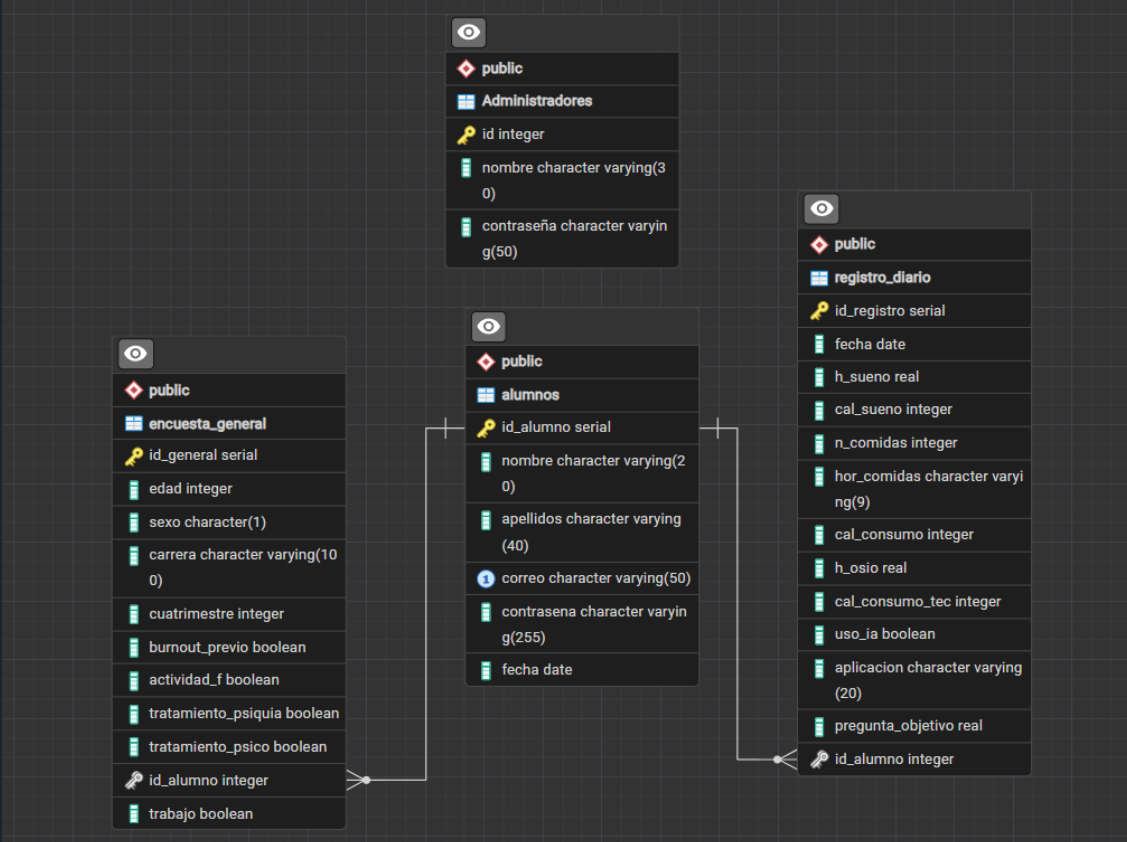 public
Administradores
id integer
nombre character varying(3
0)
contraseña character varyin
g(50)
public
encuesta_general
id_general serial
edad integer
sexo character(1)
carrera character varying(10
0)
cuatrimestre integer
burnout_previo boolean
actividad_f boolean
tratamiento_psiquia boolean
tratamiento_psico boolean
id_alumno integer
trabajo boolean
public
alumnos
id_alumno serial
nombre character varying(2
0)
apellidos character varying
(40)
1 correo character varying(50)
contrasena character varyin
g(255)
fecha date
public
registro_diario
id_registro serial
fecha date
h_sueno real
cal_sueno integer
n_comidas integer
hor_comidas character varyi
ng(9)
cal_consumo integer
h_osio real
cal_consumo_tec integer
uso_ia boolean
aplicacion character varying
(20)
pregunta_objetivo real
id_alumno integer